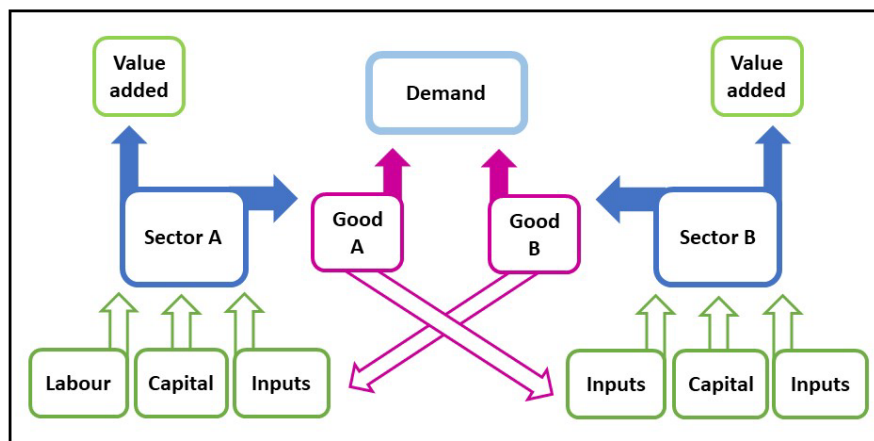 Value
added
Demand
Value
added
Sector A
Good
A
Good
B
Sector B
Labour
Capital
Inputs
Inputs
Capital
Inputs